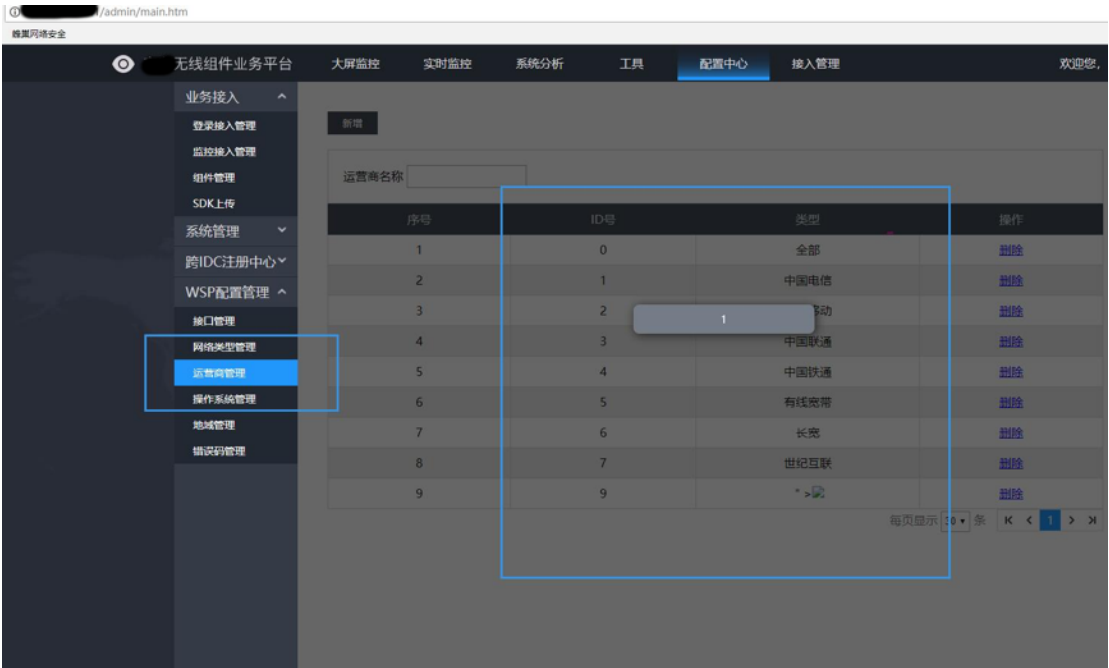 /admin/main.htm
蜂巢网络安全
无线组件业务平台 大屏监控 实时监控 系统分析 工具 配置中心 接入管理 欢迎您,
业务接入
登录接入管理
监控接入管理
组件管理
SDK上传
系统管理
跨IDC注册中心
WSP配置管理
接口管理
网络类型管理
运营商管理
操作系统管理
地域管理
错误码管理
新增
运营商名称
序号 ID号 类型 操作
1 0 全部 删除
2 1 中国电信 删除
3 2 移动 删除
1
4 3 中国联通 删除
5 4 中国铁通 删除
6 5 有线宽带 删除
7 6 长宽 删除
8 7 世纪互联 删除
9 9 " > 删除
每页显示 30 条 1